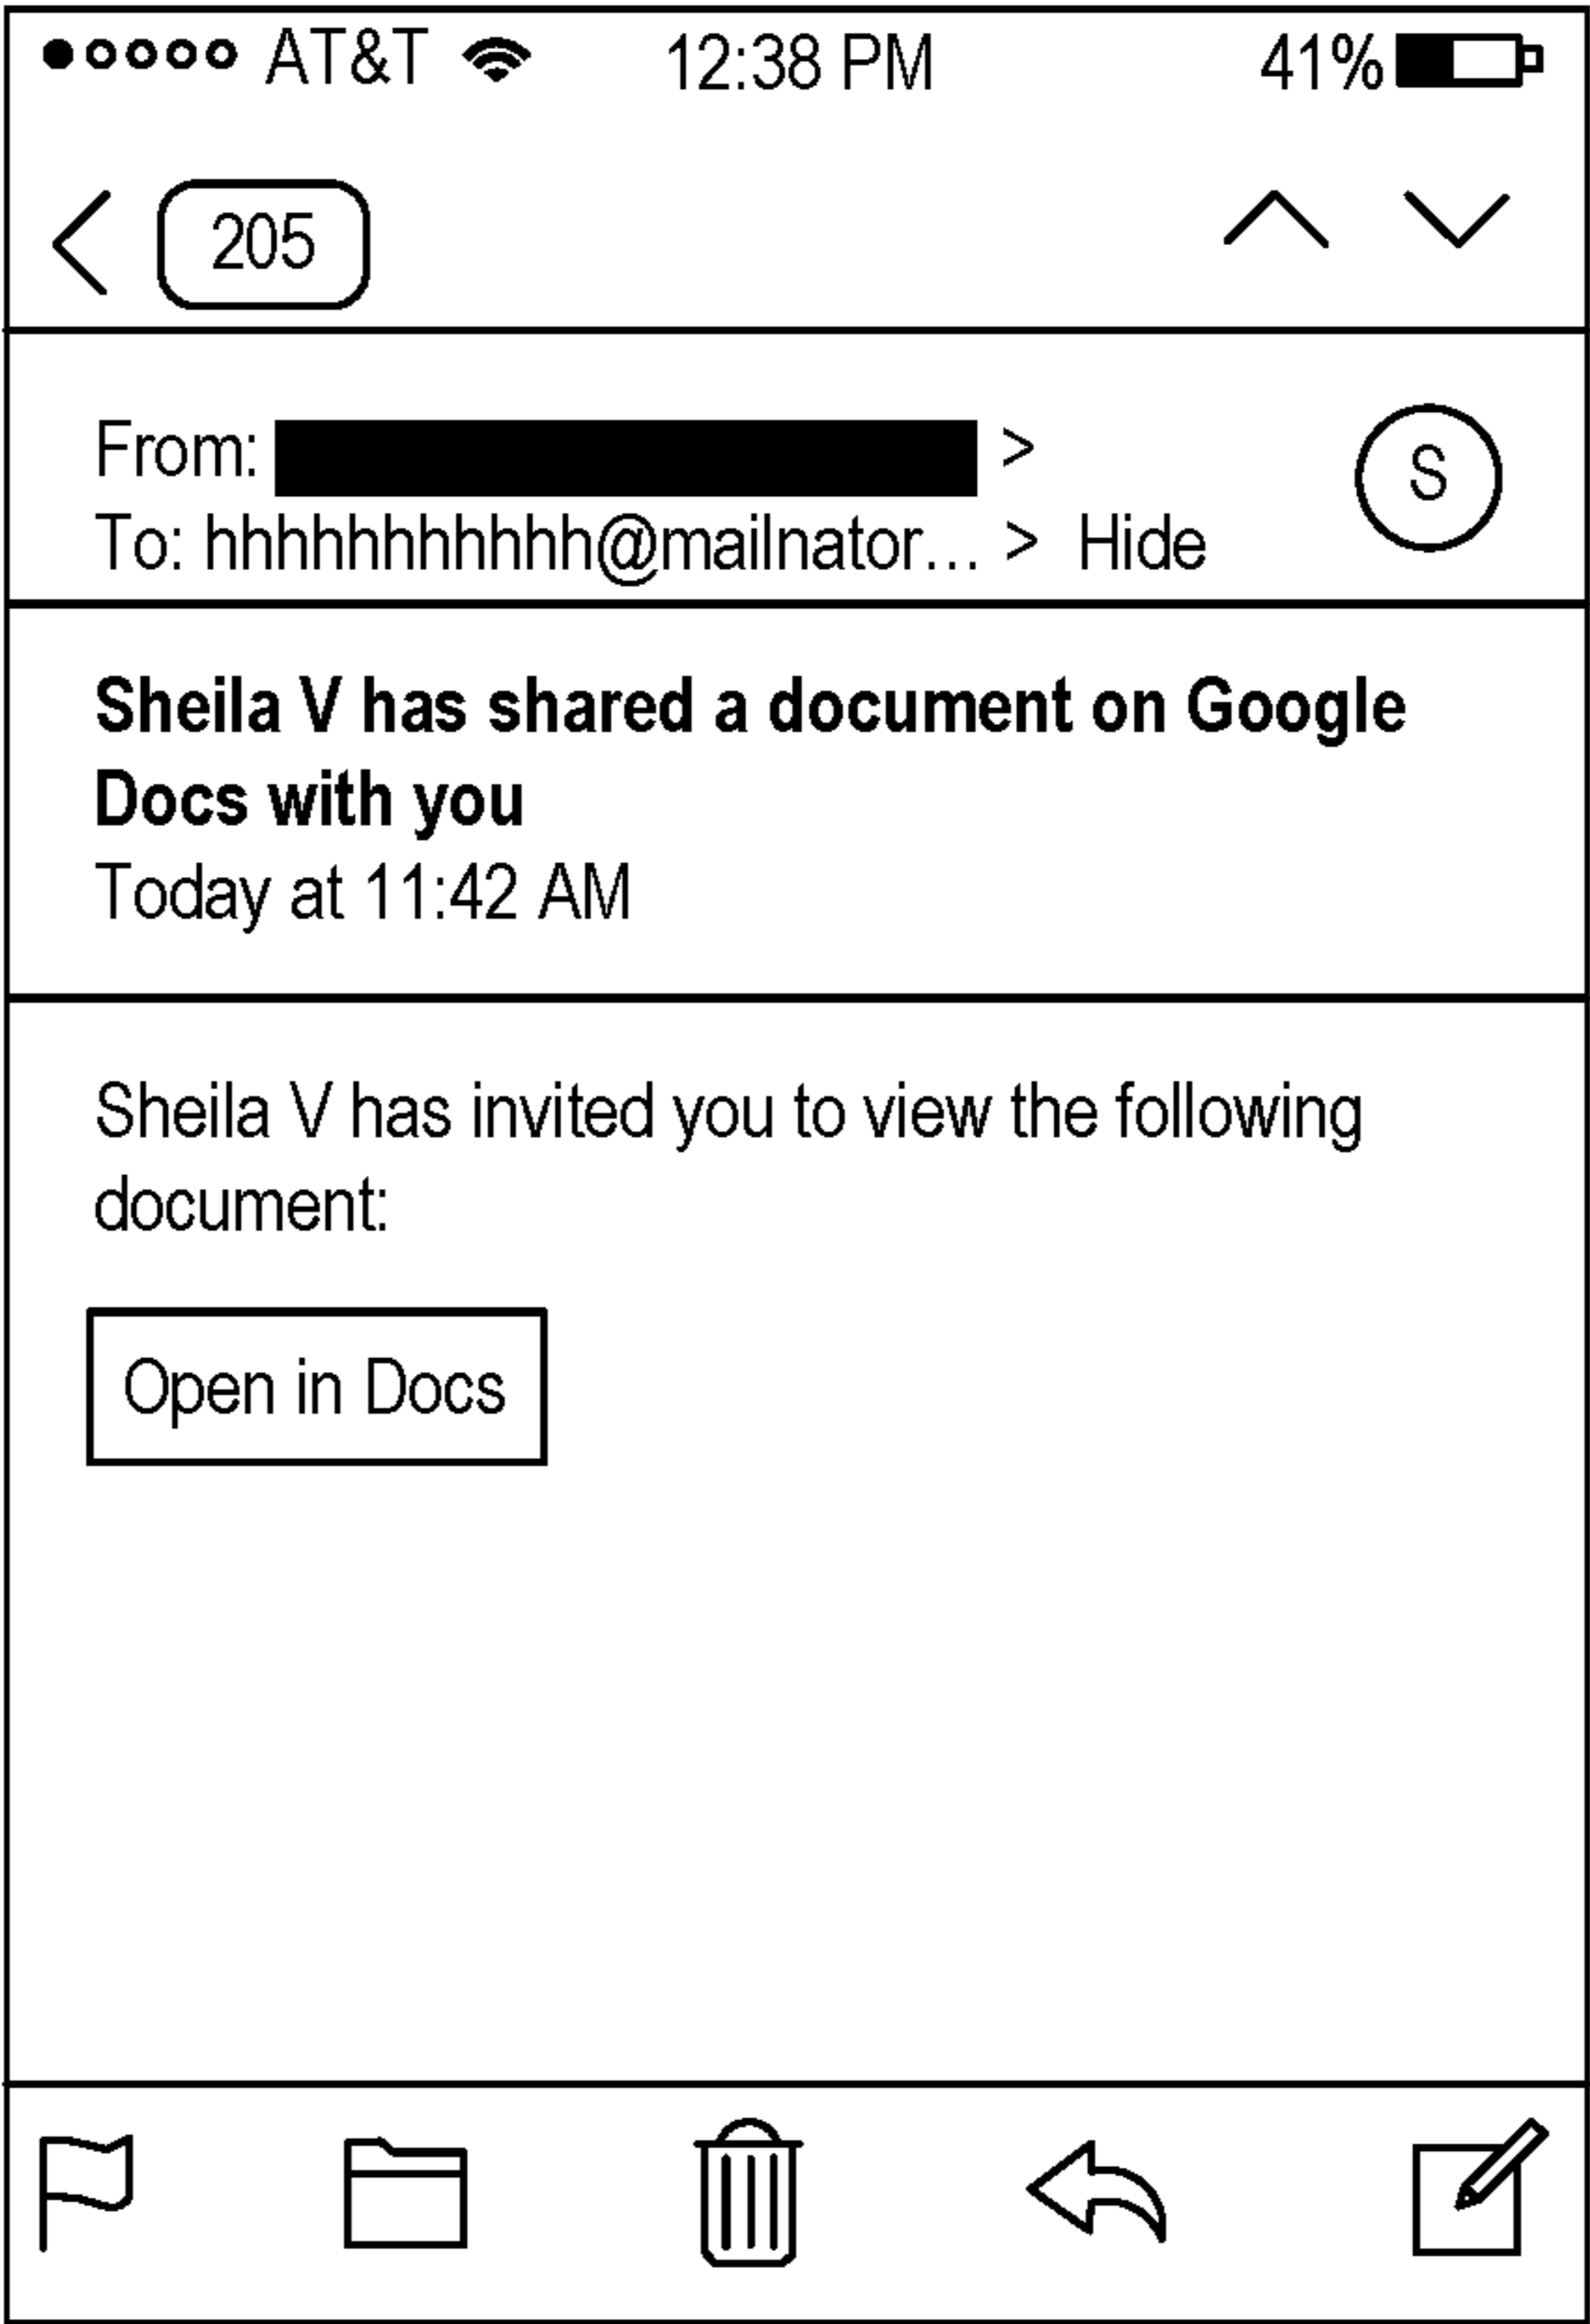 AT&T 12:38 PM 41%
205
From: >
S
To: hhhhhhhhhhh@mailnator... > Hide
Sheila V has shared a document on Google
Docs with you
Today at 11:42 AM
Sheila V has invited you to view the following
document:
Open in Docs